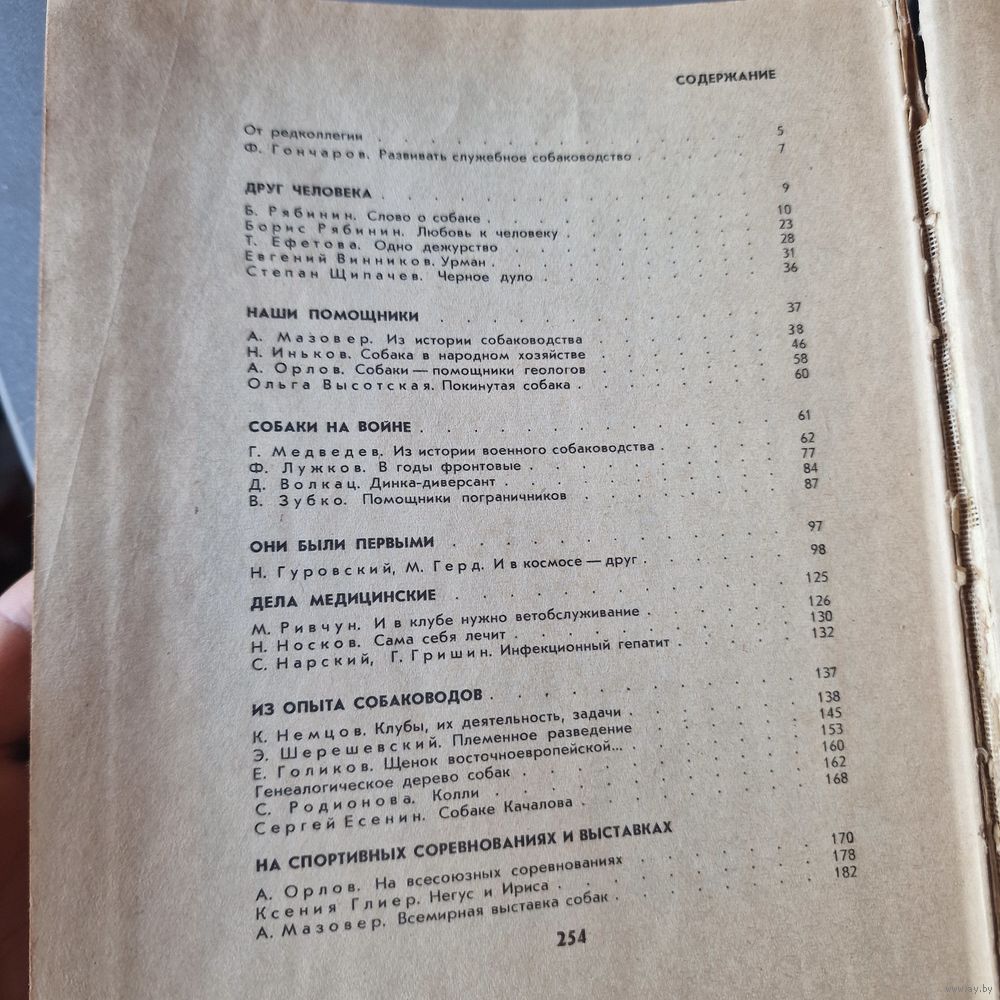 СОДЕРЖАНИЕ
От редколлегии . . . . . . . . . . 5
Ф. Гончаров. Развивать служебное собаководство . . . . 7
ДРУГ ЧЕЛОВЕКА . . . . . . . . . . 9
Б. Рябинин. Слово о собаке . . . . . . . . 10
Борис Рябинин. Любовь к человеку . . . . . . 23
Т. Ефетова. Одно дежурство . . . . . . . 28
Евгений Винников. Урман . . . . . . . . 31
Степан Щипачев. Черное дуло . . . . . . . 36
НАШИ ПОМОЩНИКИ . . . . . . . . . 37
А. Мазовер. Из истории собаководства . . . . . 38
Н. Иньков. Собака в народном хозяйстве . . . . . 46
А. Орлов. Собаки — помощники геологов . . . . . 58
Ольга Высотская. Покинутая собака . . . . . . 60
СОБАКИ НА ВОЙНЕ . . . . . . . . . 61
Г. Медведев. Из истории военного собаководства . . . . 62
Ф. Лужков. В годы фронтовые . . . . . . . 77
Д. Волкац. Динка-диверсант . . . . . . . . 84
В. Зубко. Помощники пограничников . . . . . . 87
ОНИ БЫЛИ ПЕРВЫМИ . . . . . . . . . 97
Н. Гуровский, М. Герд. И в космосе — друг . . . . . 98
ДЕЛА МЕДИЦИНСКИЕ . . . . . . . . . 125
М. Ривчун. И в клубе нужно ветобслуживание . . . . 126
Н. Носков. Сама себя лечит . . . . . . . . 130
С. Нарский, Г. Гришин. Инфекционный гепатит . . . . 132
ИЗ ОПЫТА СОБАКОВОДОВ . . . . . . . . 137
К. Немцов. Клубы, их деятельность, задачи . . . . . 138
Э. Шерешевский. Племенное разведение . . . . . 145
Е. Голиков. Щенок восточноевропейской... . . . . . 153
Генеалогическое дерево собак . . . . . . . 160
С. Родионова. Колли . . . . . . . . . 162
Сергей Есенин. Собаке Качалова . . . . . . 168
НА СПОРТИВНЫХ СОРЕВНОВАНИЯХ И ВЫСТАВКАХ
А. Орлов. На всесоюзных соревнованиях . . . . . 170
Ксения Глиер. Негус и Ириса . . . . . . . 178
А. Мазовер. Всемирная выставка собак . . . . . 182
254
www.ay.by